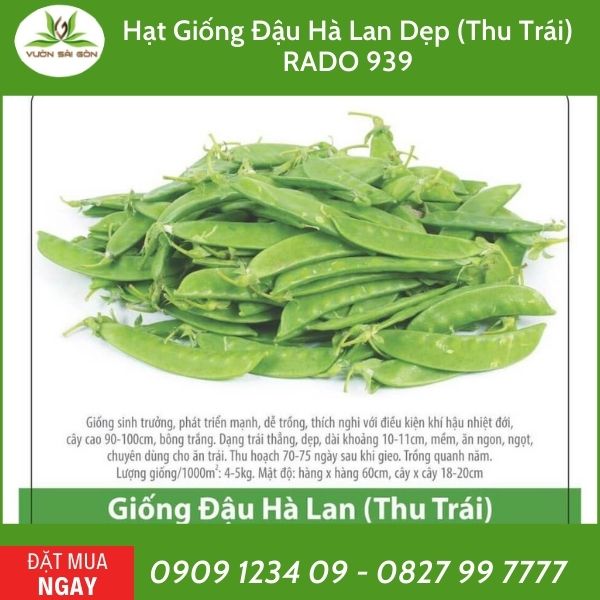 VƯỜN SÀI GÒN
Hạt Giống Đậu Hà Lan Dẹp (Thu Trái)
RADO 939
Giống sinh trưởng, phát triển mạnh, dễ trồng, thích nghi với điều kiện khí hậu nhiệt đới,
cây cao 90-100cm, bông trắng. Dạng trái thẳng, dẹp, dài khoảng 10-11cm, mềm, ăn ngon, ngọt,
chuyên dùng cho ăn trái. Thu hoạch 70-75 ngày sau khi gieo. Trồng quanh năm.
Lượng giống/1000m²: 4-5kg. Mật độ: hàng x hàng 60cm, cây x cây 18-20cm
Giống Đậu Hà Lan (Thu Trái)
ĐẶT MUA
NGAY
0909 1234 09 - 0827 99 7777